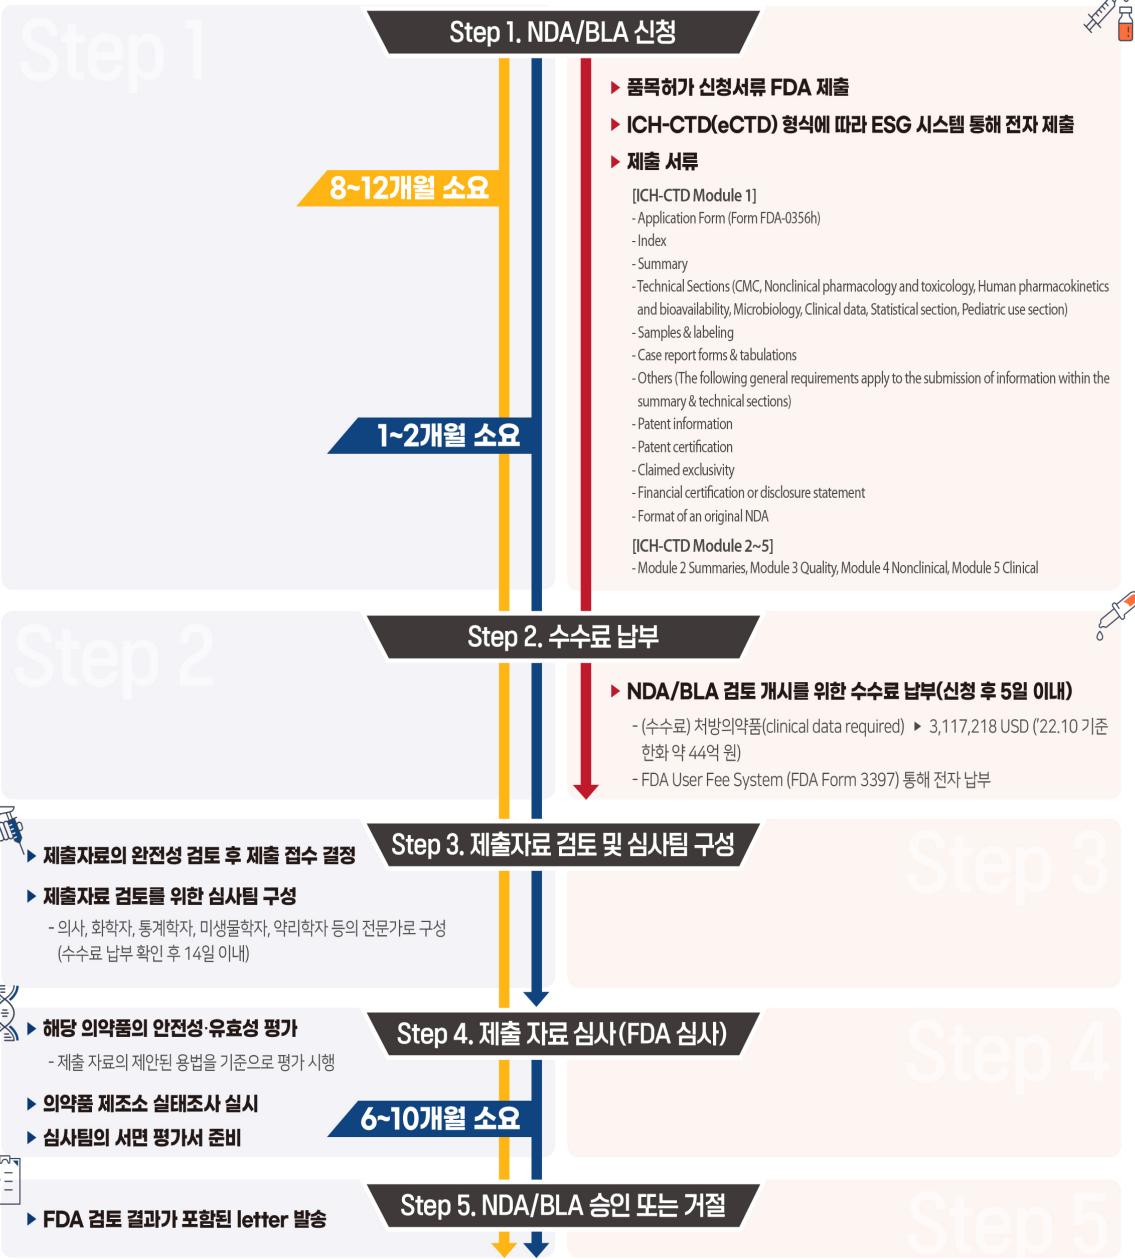 Step 1
Step 1. NDA/BLA 신청
▶ 품목허가 신청서류 FDA 제출
▶ ICH-CTD(eCTD) 형식에 따라 ESG 시스템 통해 전자 제출
▶ 제출 서류
8~12개월 소요
[ICH-CTD Module 1]
- Application Form (Form FDA-0356h)
- Index
- Summary
- Technical Sections (CMC, Nonclinical pharmacology and toxicology, Human pharmacokinetics
and bioavailability, Microbiology, Clinical data, Statistical section, Pediatric use section)
- Samples & labeling
- Case report forms & tabulations
- Others (The following general requirements apply to the submission of information within the
summary & technical sections)
- Patent information
1~2개월 소요
- Patent certification
- Claimed exclusivity
- Financial certification or disclosure statement
- Format of an original NDA
[ICH-CTD Module 2~5]
- Module 2 Summaries, Module 3 Quality, Module 4 Nonclinical, Module 5 Clinical
Step 2
Step 2. 수수료 납부
▶ NDA/BLA 검토 개시를 위한 수수료 납부(신청 후 5일 이내)
- (수수료) 처방의약품(clinical data required) ▶ 3,117,218 USD ('22.10 기준
한화 약 44억 원)
- FDA User Fee System (FDA Form 3397) 통해 전자 납부
Step 3. 제출자료 검토 및 심사팀 구성
Step 3
▶ 제출자료의 완전성 검토 후 제출 접수 결정
▶ 제출자료 검토를 위한 심사팀 구성
- 의사, 화학자, 통계학자, 미생물학자, 약리학자 등의 전문가로 구성
(수수료 납부 확인 후 14일 이내)
Step 4. 제출 자료 심사(FDA 심사)
Step 4
▶ 해당 의약품의 안전성·유효성 평가
- 제출 자료의 제안된 용법을 기준으로 평가 시행
▶ 의약품 제조소 실태조사 실시
6~10개월 소요
▶ 심사팀의 서면 평가서 준비
Step 5. NDA/BLA 승인 또는 거절
Step 5
▶ FDA 검토 결과가 포함된 letter 발송